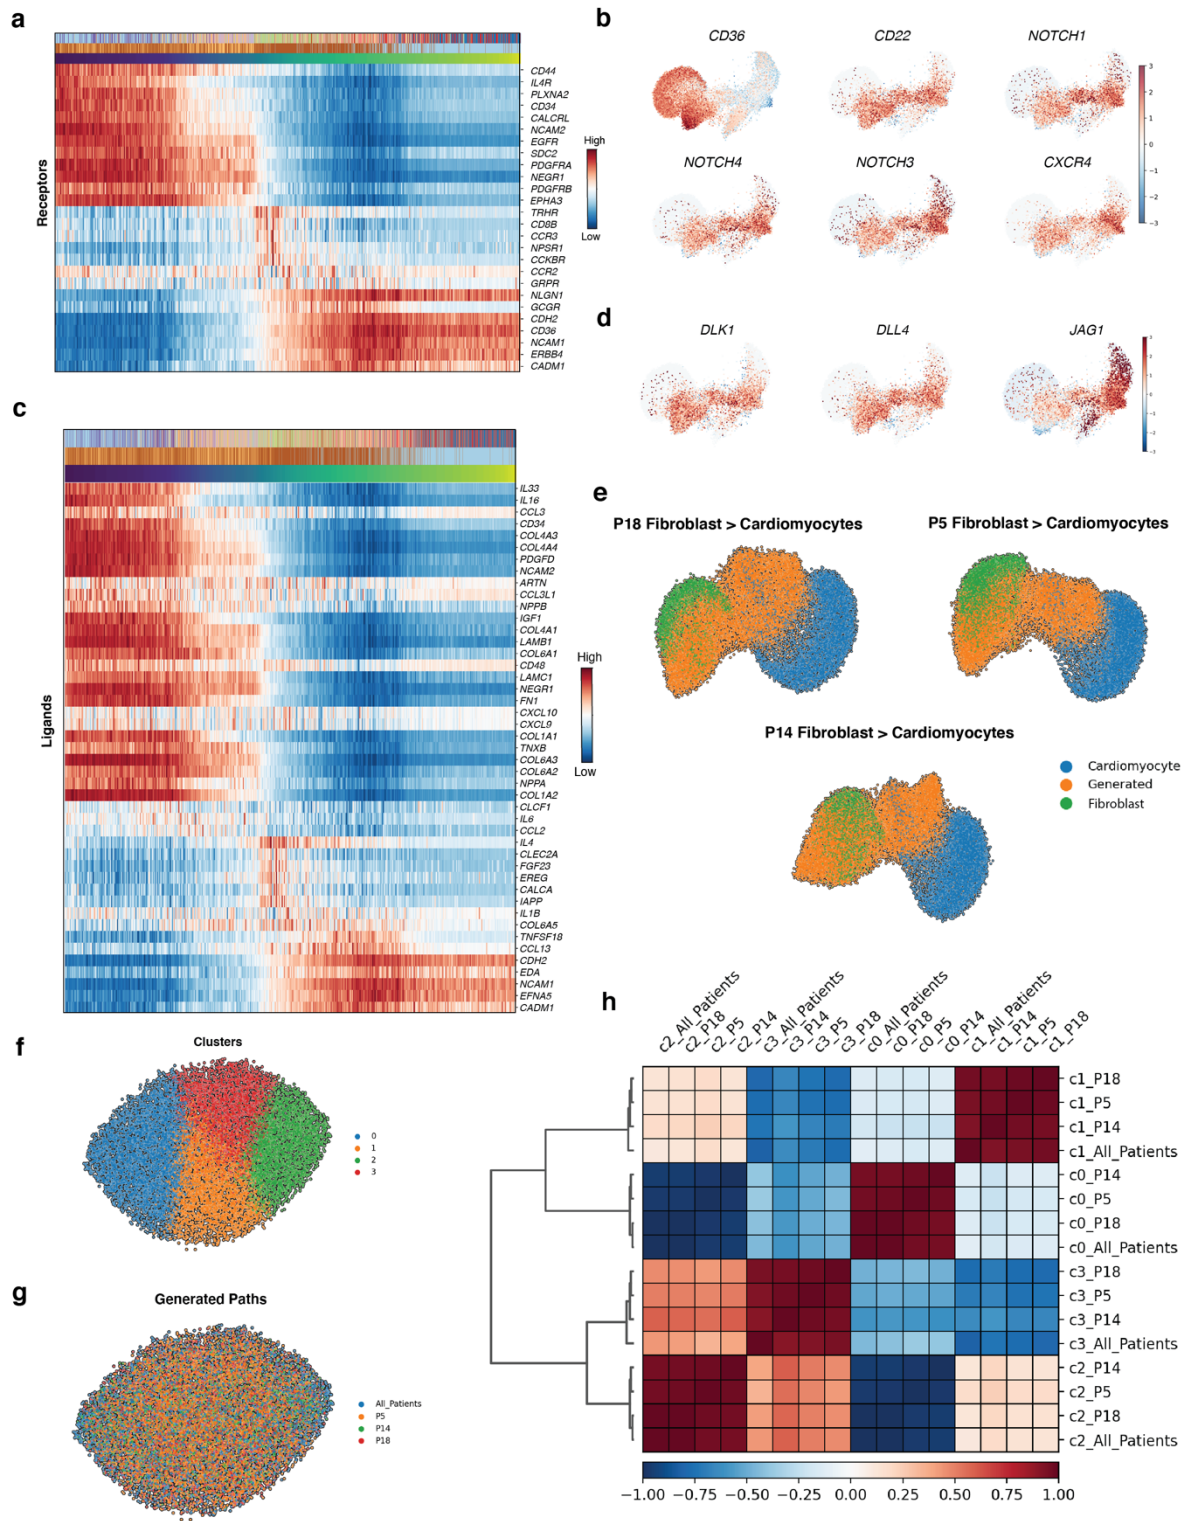 a
Receptors
CD44
IL4R
PLXNA2
CD34
CALCRL
NCAM2
EGFR
SDC2
PDGFRA
NEGR1
PDGFRB
EPHA3
TRHR
CD8B
CCR3
NPSR1
CCKBR
CCR2
GRPR
NLGN1
GCGR
CDH2
CD36
NCAM1
ERBB4
CADM1
High
Low
b
CD36
CD22
NOTCH1
NOTCH4
NOTCH3
CXCR4
3
2
1
0
−1
−2
−3
c
Ligands
IL33
IL16
CCL3
CD34
COL4A3
COL4A4
PDGFD
NCAM2
ARTN
CCL3L1
NPPB
IGF1
COL4A1
LAMB1
COL6A1
CD48
LAMC1
NEGR1
FN1
CXCL10
CXCL9
COL1A1
TNXB
COL6A3
COL6A2
NPPA
COL1A2
CLCF1
IL6
CCL2
IL4
CLEC2A
FGF23
EREG
CALCA
IAPP
IL1B
COL6A5
TNFSF18
CCL13
CDH2
EDA
NCAM1
EFNA5
CADM1
High
Low
d
DLK1
DLL4
JAG1
3
2
1
0
−1
−2
−3
e
P18 Fibroblast > Cardiomyocytes
P5 Fibroblast > Cardiomyocytes
P14 Fibroblast > Cardiomyocytes
Cardiomyocyte
Generated
Fibroblast
f
Clusters
0
1
2
3
g
Generated Paths
All_Patients
P5
P14
P18
h
c2_All_Patients
c2_P18
c2_P5
c2_P14
c3_All_Patients
c3_P14
c3_P5
c3_P18
c0_All_Patients
c0_P18
c0_P5
c0_P14
c1_All_Patients
c1_P14
c1_P5
c1_P18
c1_P18
c1_P5
c1_P14
c1_All_Patients
c0_P14
c0_P5
c0_P18
c0_All_Patients
c3_P18
c3_P5
c3_P14
c3_All_Patients
c2_P14
c2_P5
c2_P18
c2_All_Patients
−1.00 −0.75 −0.50 −0.25 0.00 0.25 0.50 0.75 1.00